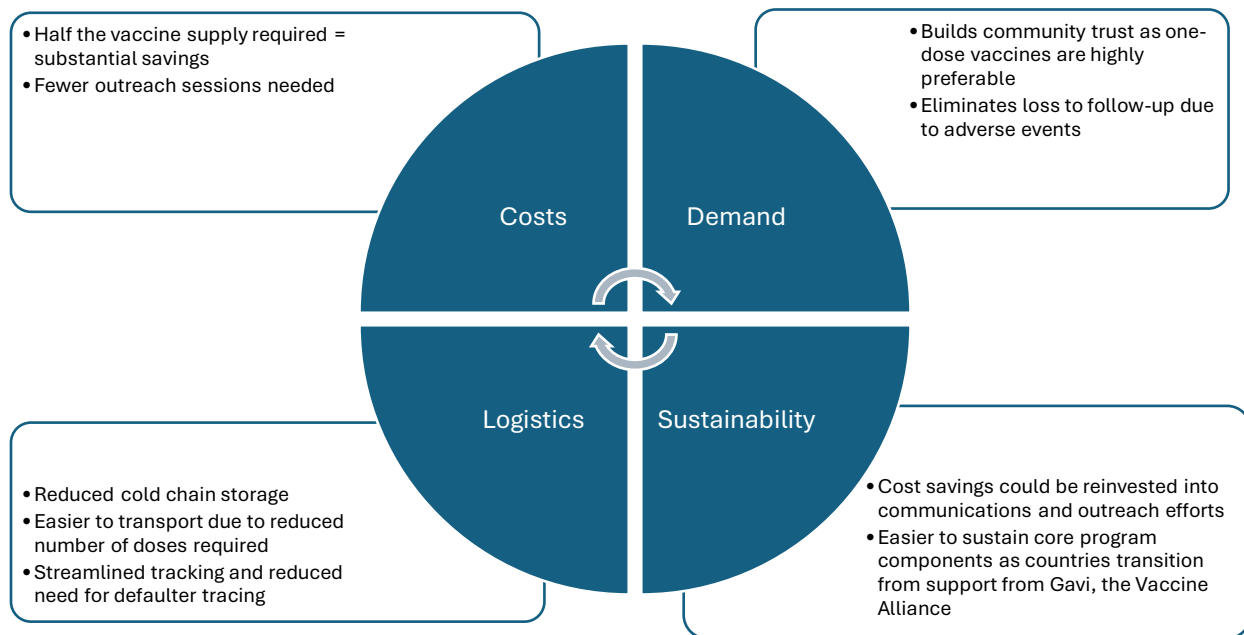 • Half the vaccine supply required =
substantial savings
• Fewer outreach sessions needed
• Builds community trust as one-
dose vaccines are highly
preferable
• Eliminates loss to follow-up due
to adverse events
Costs
Demand
Logistics
Sustainability
• Reduced cold chain storage
• Easier to transport due to reduced
number of doses required
• Streamlined tracking and reduced
need for defaulter tracing
• Cost savings could be reinvested into
communications and outreach efforts
• Easier to sustain core program
components as countries transition
from support from Gavi, the Vaccine
Alliance